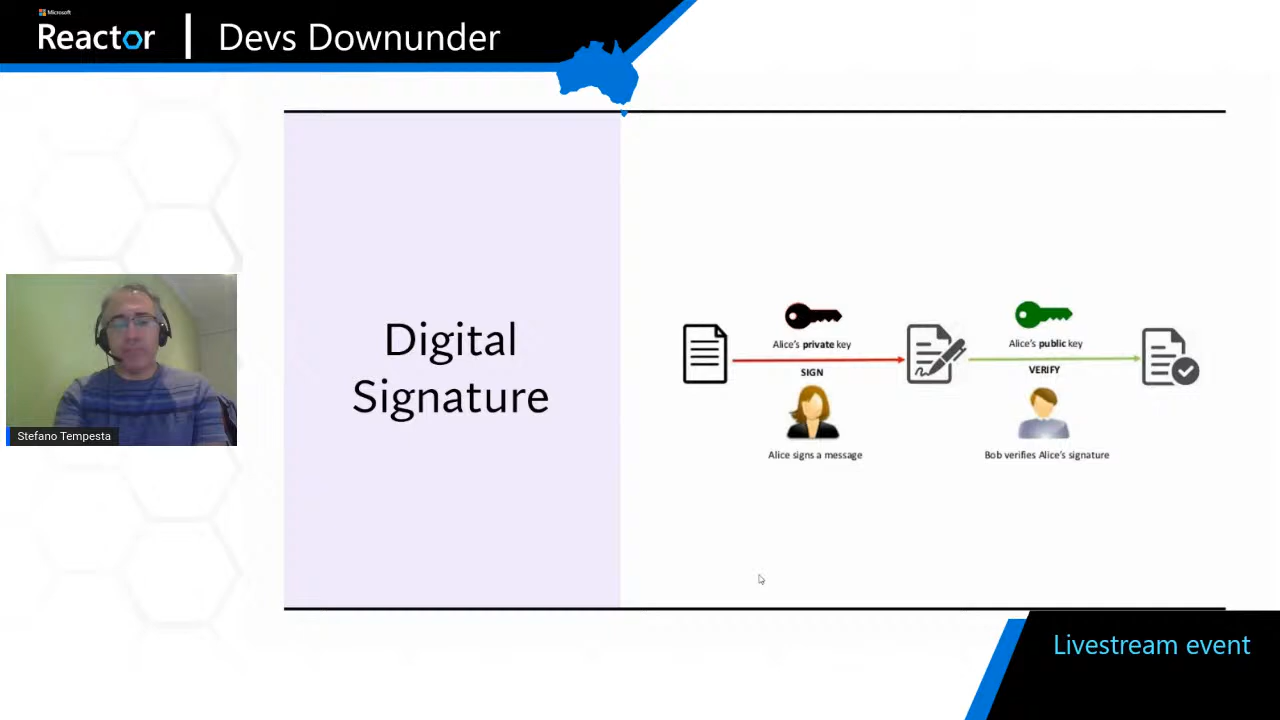 Microsoft
Reactor
Devs Downunder
Digital
Signature
Alice's private key
SIGN
Alice signs a message
Alice's public key
VERIFY
Bob verifies Alice's signature
Stefano Tempesta
Livestream event